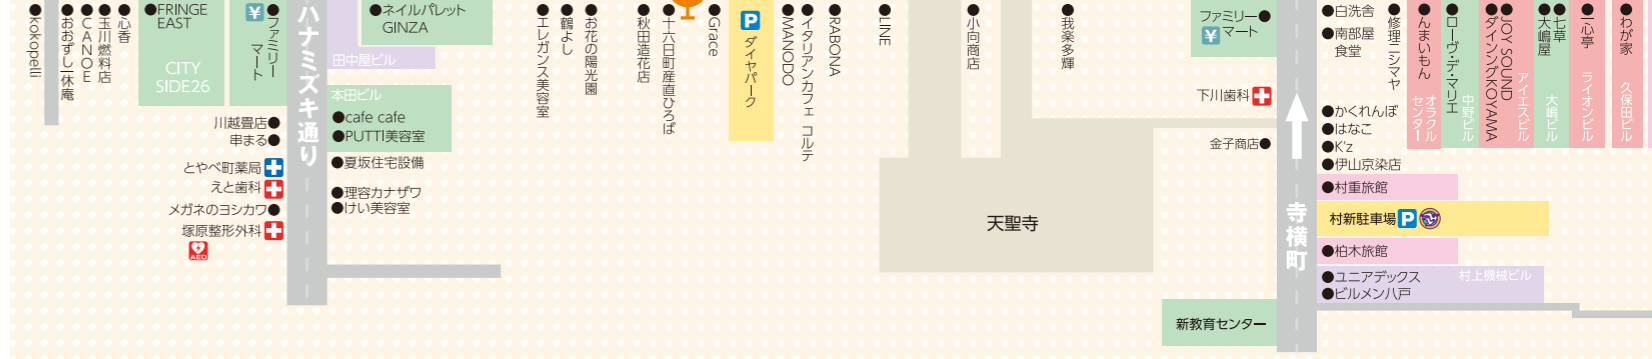 kokopelli
おおずし一休庵
CANOE
玉川燃料店
心香
FRINGE
EAST
CITY
SIDE26
ファミリー
マート
ハナミズキ通り
ネイルパレット
GINZA
田中屋ビル
本田ビル
cafe cafe
PUTTI美容室
夏坂住宅設備
理容カナザワ
けい美容室
川越畳店
串まる
とやべ町薬局
えと歯科
メガネのヨシカワ
塚原整形外科
AED
エレガンス美容室
鶴よし
お花の陽光園
秋田造花店
十六日町産直ひろば
Grace
P
ダイヤパーク
MANODO
イタリアンカフェ コルテ
RABONA
LINE
小向商店
我楽多輝
天聖寺
ファミリー
マート
下川歯科
金子商店
新教育センター
寺横町
白洗舎
南部屋
食堂
修理ニシマヤ
んまいもん
オラクル
センター
ローヴ・デ・マリエ
中野ビル
ダイニングKOYAMA
JOY SOUND
アイエスビル
大嶋屋
七草
大嶋ビル
一心亭
ライオンビル
わが家
久保田ビル
かくれんぼ
はなこ
K'z
伊山京染店
村重旅館
村新駐車場 P
柏木旅館
ユニアデックス
ビルメン八戸
村上機械ビル